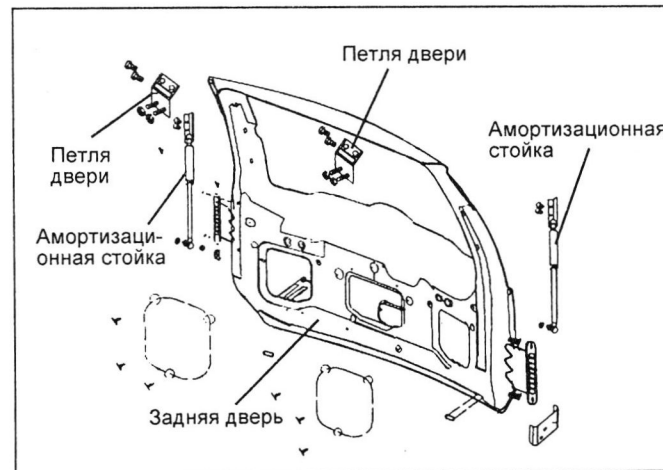 Петля двери
Амортизационная
стойка
Петля
двери
Амортизаци-
онная стойка
Задняя дверь